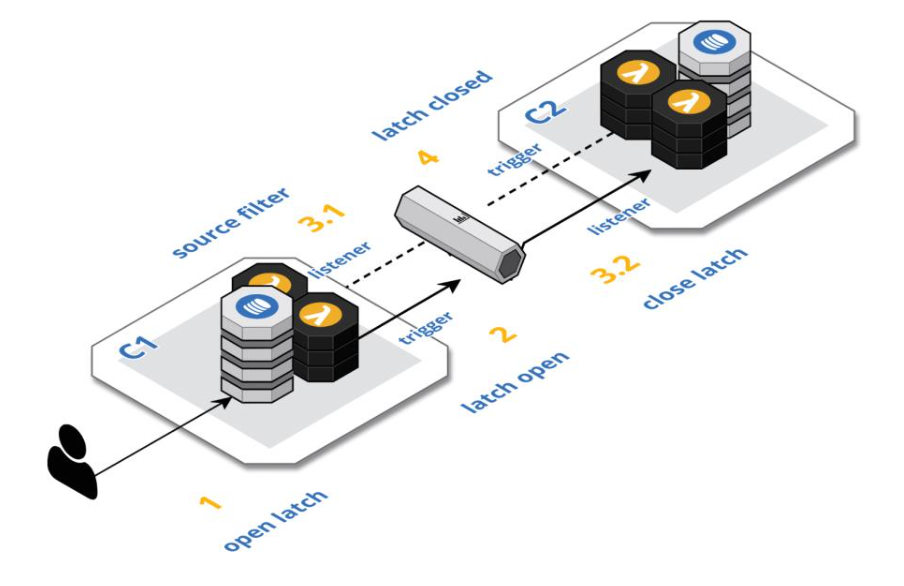 C2
latch closed
4
trigger
source filter
3.1
listener
listener
3.2
close latch
C1
trigger
2
latch open
1
open latch
λ
λ
λ
λ